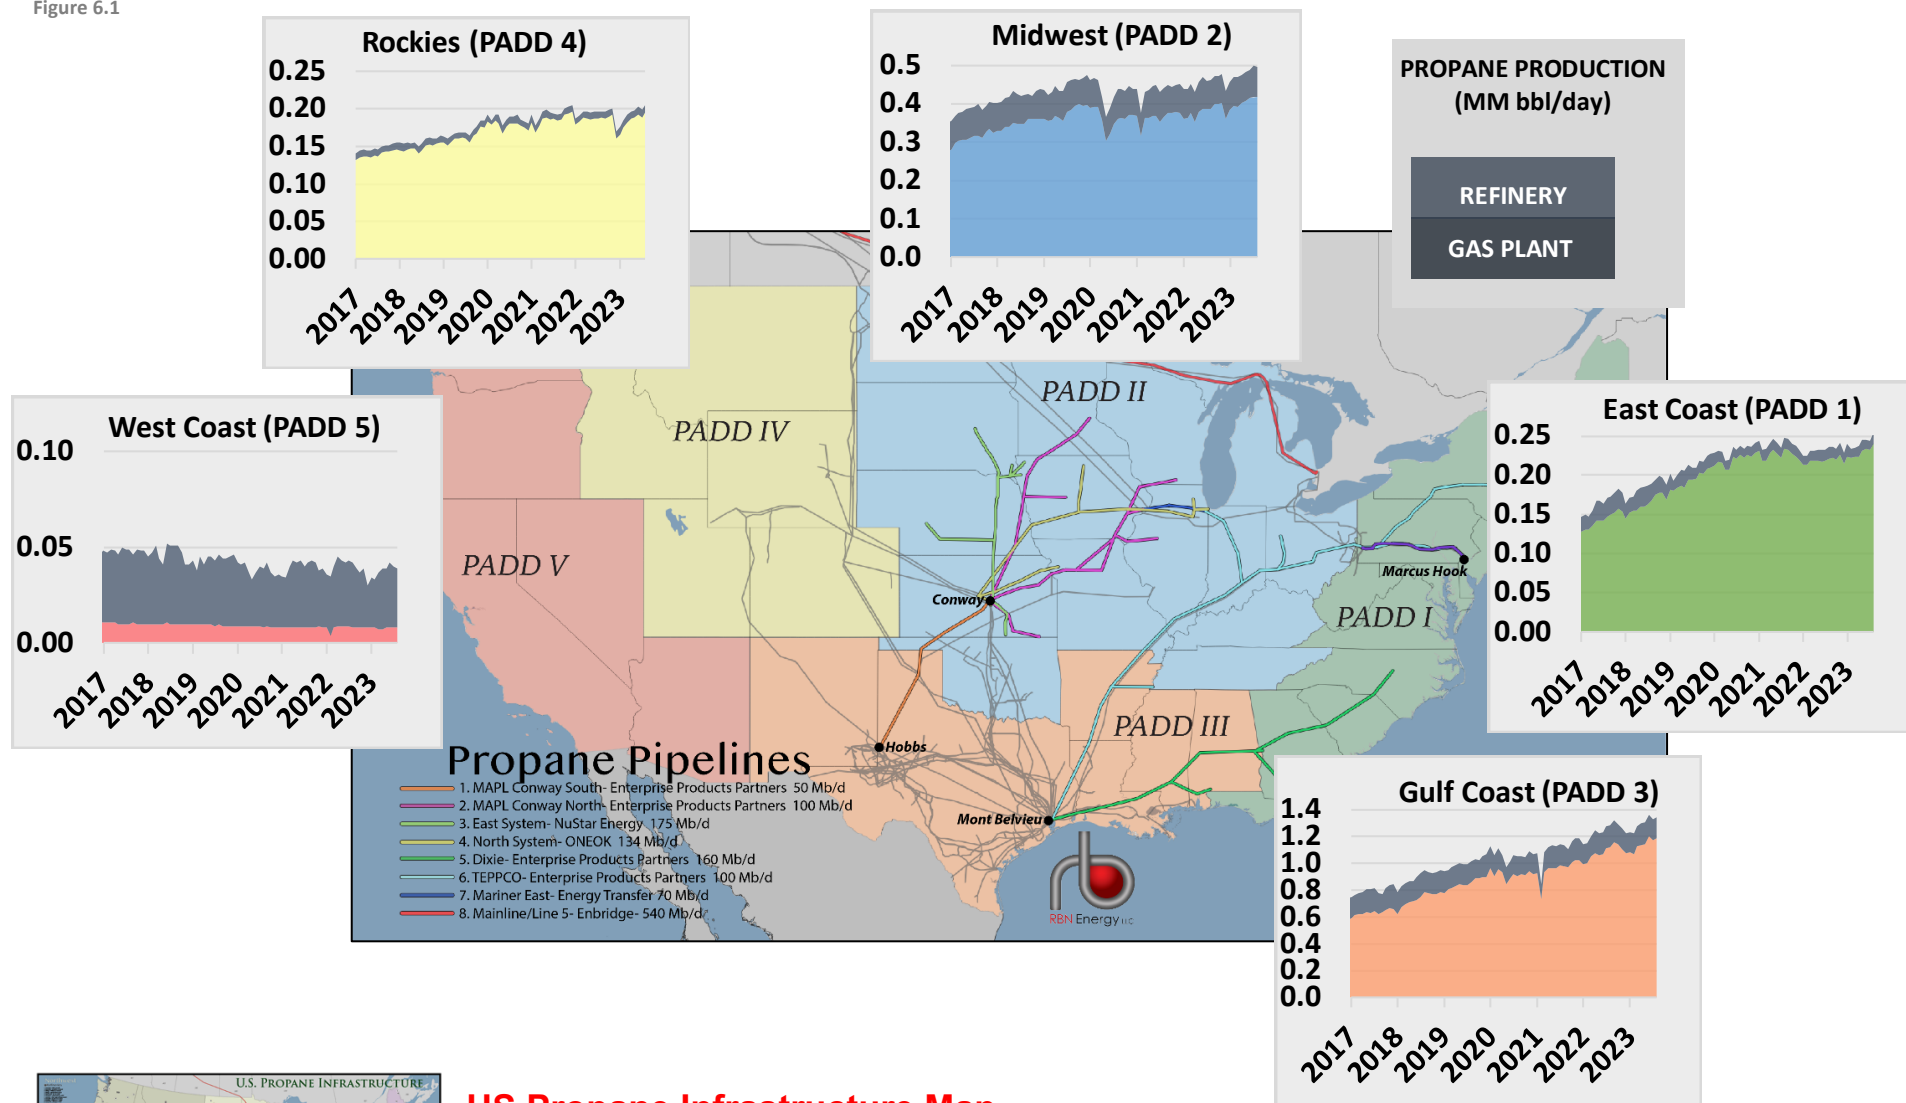 Figure 6.1
Rockies (PADD 4)
0.25
0.20
0.15
0.10
0.05
0.00
2017 2018 2019 2020 2021 2022 2023
Midwest (PADD 2)
0.5
0.4
0.3
0.2
0.1
0.0
2017 2018 2019 2020 2021 2022 2023
PROPANE PRODUCTION
(MM bbl/day)
REFINERY
GAS PLANT
West Coast (PADD 5)
0.10
0.05
0.00
2017 2018 2019 2020 2021 2022 2023
East Coast (PADD 1)
0.25
0.20
0.15
0.10
0.05
0.00
2017 2018 2019 2020 2021 2022 2023
PADD II
PADD IV
PADD V
PADD I
PADD III
Marcus Hook
Conway
Hobbs
Mont Belvieu
Propane Pipelines
1. MAPL Conway South- Enterprise Products Partners 50 Mb/d
2. MAPL Conway North- Enterprise Products Partners 100 Mb/d
3. East System- NuStar Energy 175 Mb/d
4. North System- ONEOK 134 Mb/d
5. Dixie- Enterprise Products Partners 160 Mb/d
6. TEPPCO- Enterprise Products Partners 100 Mb/d
7. Mariner East- Energy Transfer 70 Mb/d
8. Mainline/Line 5- Enbridge- 540 Mb/d
RBN Energy LLC
Gulf Coast (PADD 3)
1.4
1.2
1.0
0.8
0.6
0.4
0.2
0.0
2017 2018 2019 2020 2021 2022 2023
U.S. PROPANE INFRASTRUCTURE
US Propane Infrastructure Map